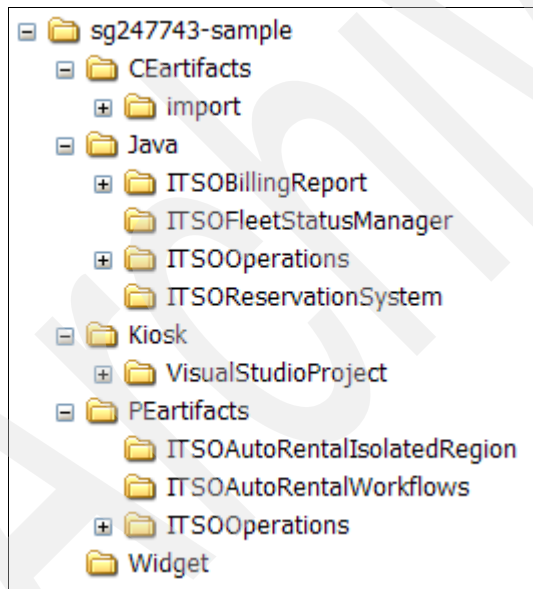 sg247743-sample
CEartifacts
import
Java
ITSOBillingReport
ITSOFleetStatusManager
ITSOOperations
ITSOReservationSystem
Kiosk
VisualStudioProject
PEartifacts
ITSOAutoRentalIsolatedRegion
ITSOAutoRentalWorkflows
ITSOOperations
Widget